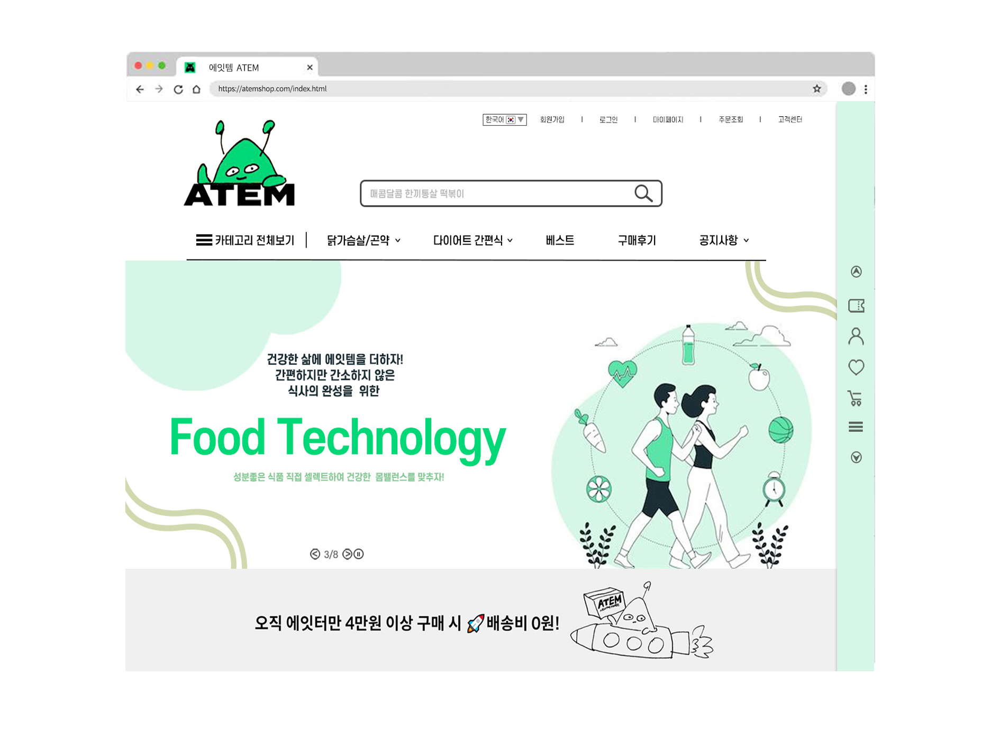 에잇템 ATEM
https://atemshop.com/index.html
한국어 회원가입 | 로그인 | 마이페이지 | 주문조회 | 고객센터
ATEM
매콤달콤 한끼통살 떡볶이
카테고리 전체보기 | 닭가슴살/곤약 다이어트 간편식 베스트 구매후기 공지사항
건강한 삶에 에잇템을 더하자!
간편하지만 간소하지 않은
식사의 완성을 위한
Food Technology
성분좋은 식품 직접 셀렉트하여 건강한 몸밸런스를 맞추자!
3/8
ATEM
오직 에잇터만 4만원 이상 구매 시 🚀배송비 0원!